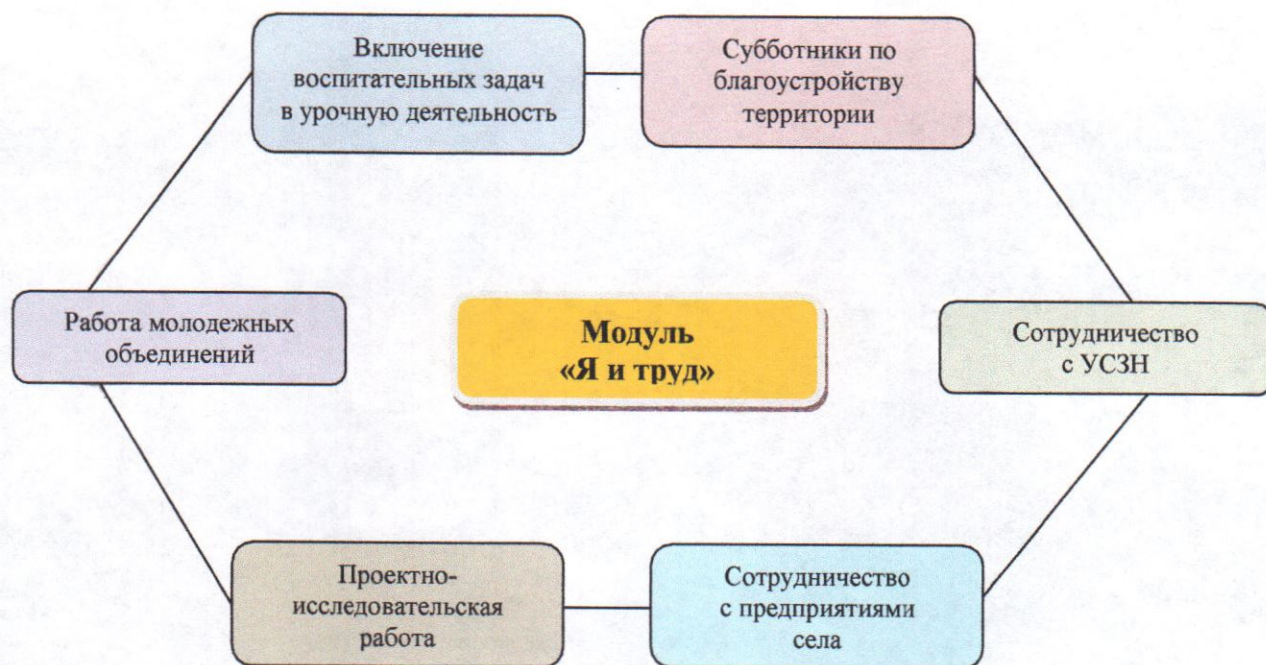 Включение
воспитательных задач
в урочную деятельность
Субботники по
благоустройству
территории
Работа молодежных
объединений
Модуль
«Я и труд»
Сотрудничество
с УСЗН
Проектно-
исследовательская
работа
Сотрудничество
с предприятиями
села